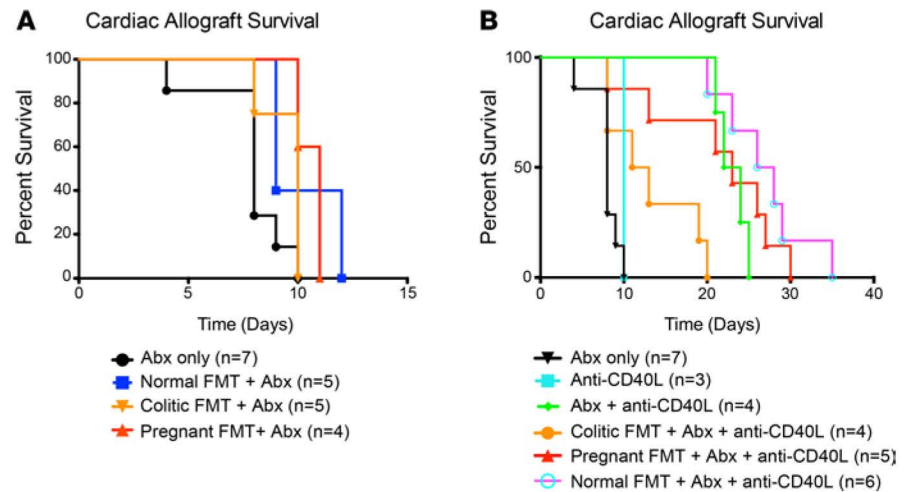 A
Cardiac Allograft Survival
Percent Survival
100
80
60
40
20
0
0
5
10
15
Time (Days)
Abx only (n=7)
Normal FMT + Abx (n=5)
Colitic FMT + Abx (n=5)
Pregnant FMT+ Abx (n=4)
B
Cardiac Allograft Survival
Percent Survival
100
50
0
0
10
20
30
40
Time (Days)
Abx only (n=7)
Anti-CD40L (n=3)
Abx + anti-CD40L (n=4)
Colitic FMT + Abx + anti-CD40L (n=4)
Pregnant FMT + Abx + anti-CD40L (n=5)
Normal FMT + Abx + anti-CD40L (n=6)